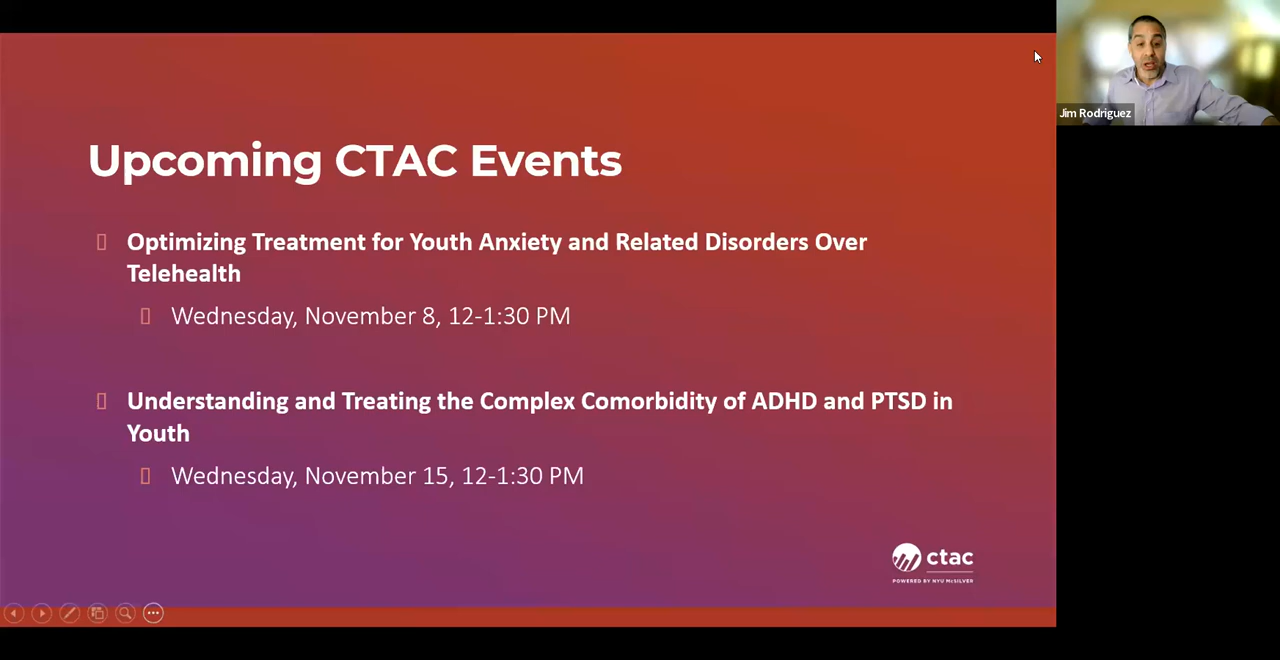 Upcoming CTAC Events
Optimizing Treatment for Youth Anxiety and Related Disorders Over
Telehealth
Wednesday, November 8, 12-1:30 PM
Understanding and Treating the Complex Comorbidity of ADHD and PTSD in
Youth
Wednesday, November 15, 12-1:30 PM
ctac
POWERED BY NYU McSILVER
Jim Rodriguez